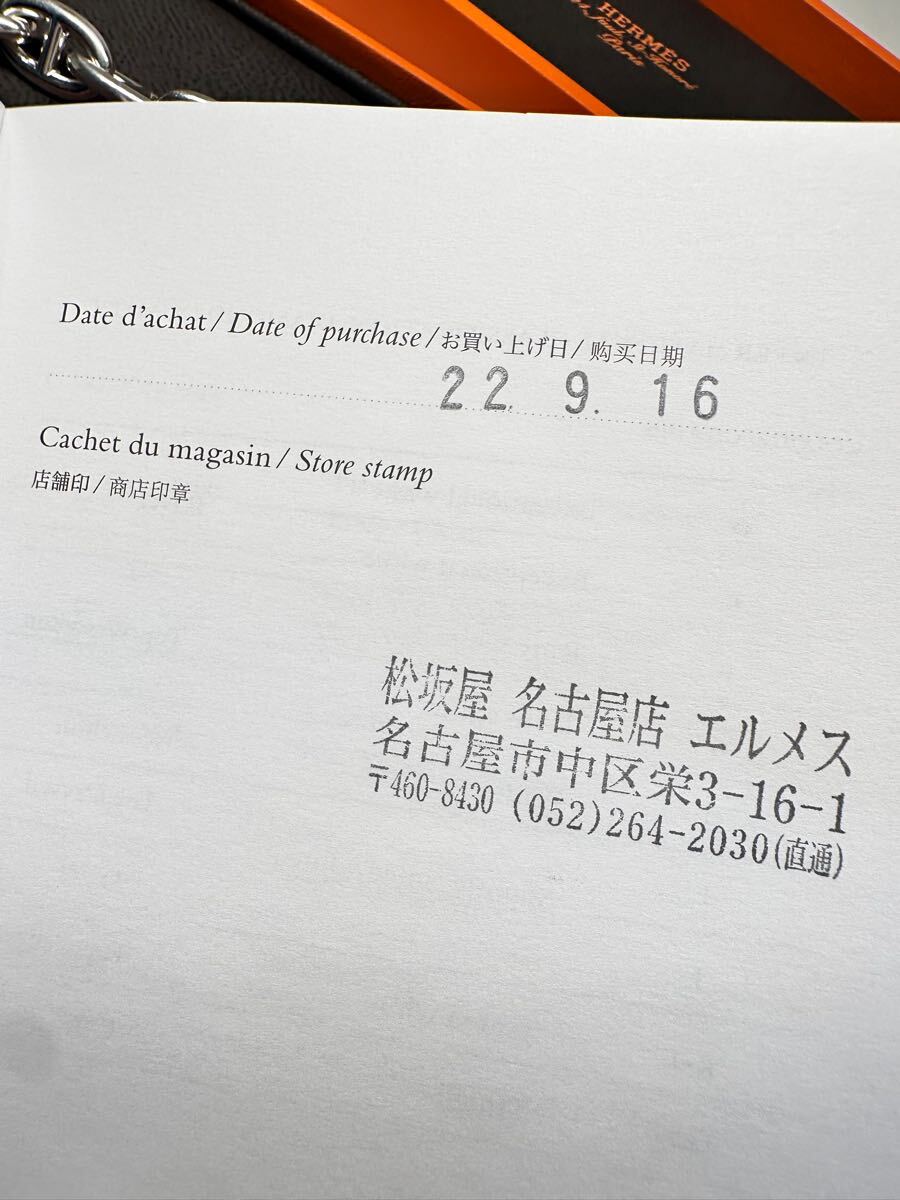 HERMÈS
Paris
Date d'achat / Date of purchase / お買い上げ日 / 购买日期
22. 9. 16
Cachet du magasin / Store stamp
店舗印 / 商店印章
松坂屋 名古屋店 エルメス
名古屋市中区栄3-16-1
〒460-8430 (052)264-2030(直通)